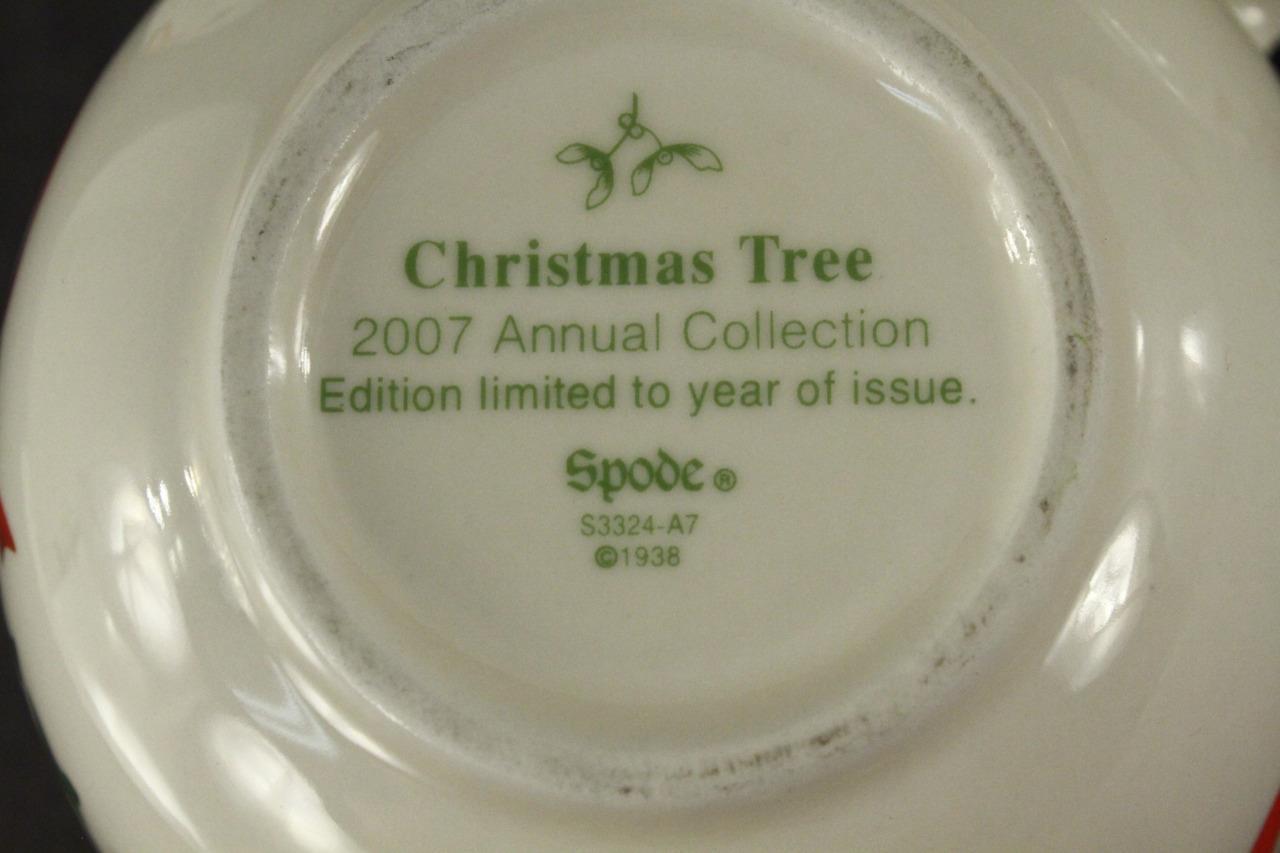 Christmas Tree
2007 Annual Collection
Edition limited to year of issue.
Spode ®
S3324-A7
©1938